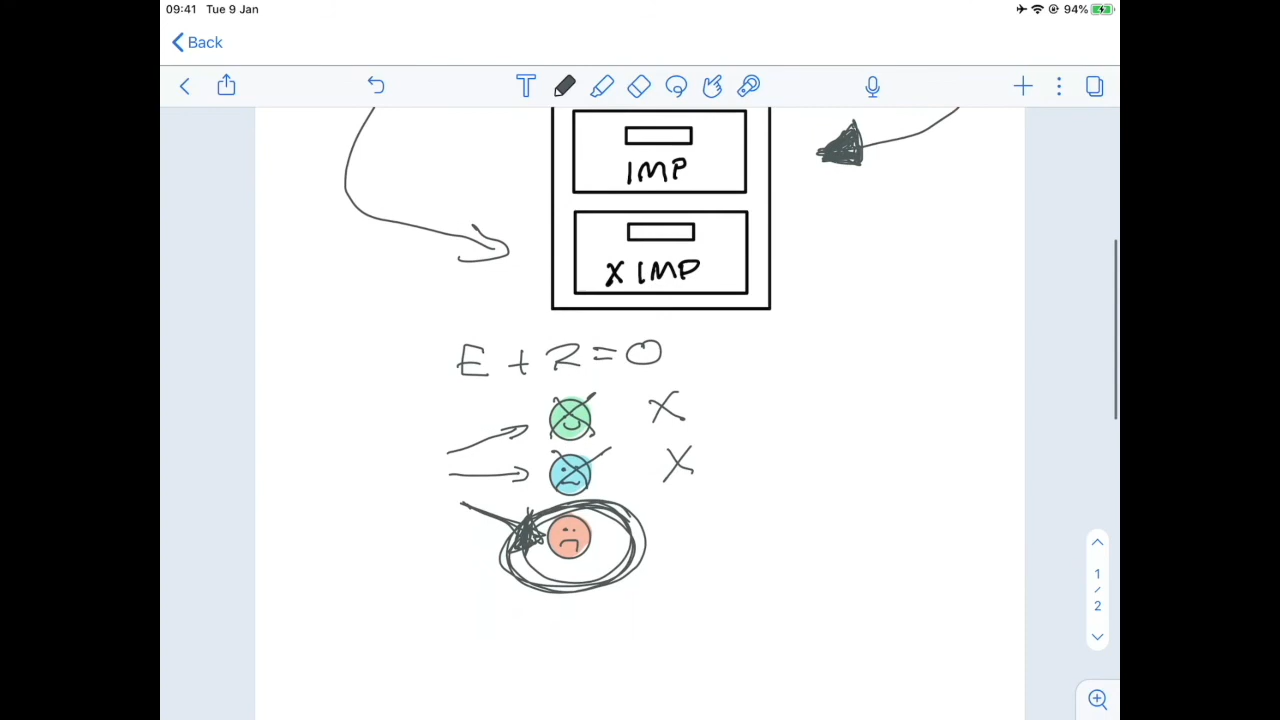 09:41 Tue 9 Jan 94%
Back
T
IMP
X IMP
E + R = O
X
X
1
/
2